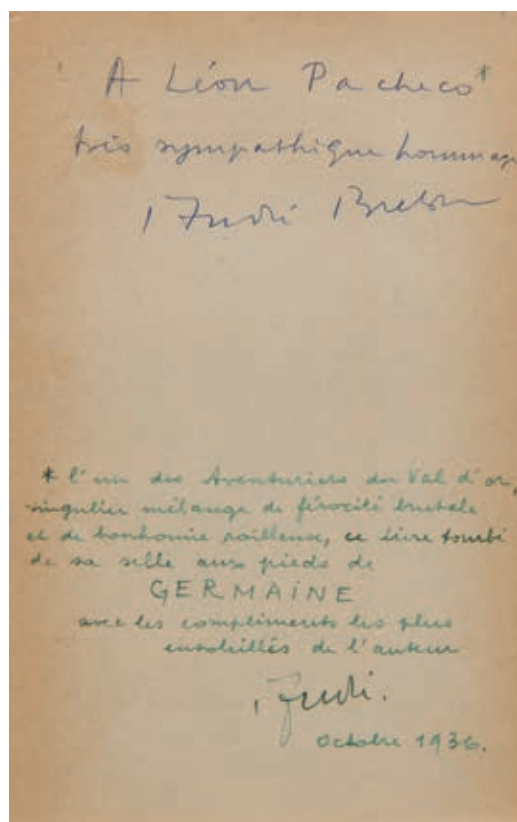 A Léon Pacheco*
très sympathique hommage
André Breton
* l'un des Aventuriers du Val d'or,
singulier mélange de férocité brutale
et de bonhomie railleuse, ce livre tombé
de sa selle aux pieds de
GERMAINE
avec les compliments les plus
ensoleillés de l'auteur
André.
Octobre 1936.